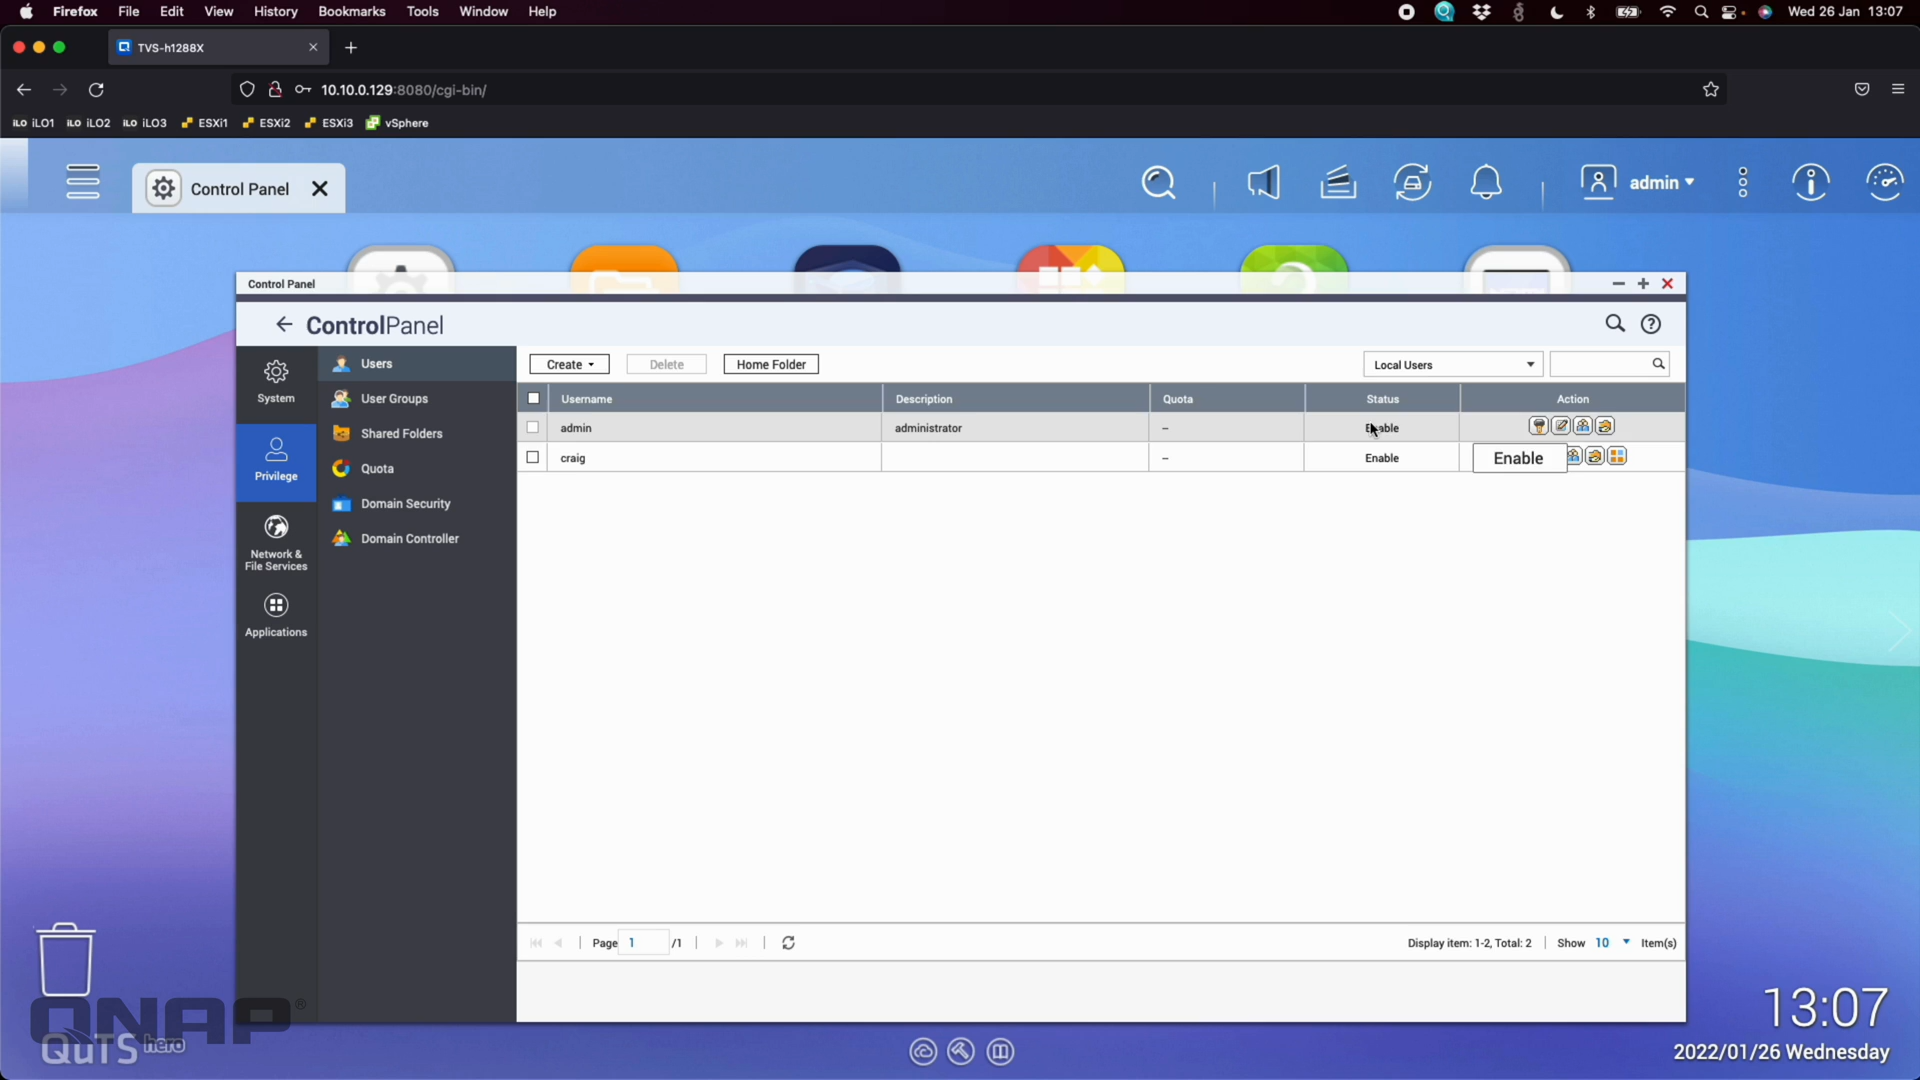 Firefox File Edit View History Bookmarks Tools Window Help Wed 26 Jan 13:07
TVS-h1288X
10.10.0.129:8080/cgi-bin/
iLO iLO1 iLO iLO2 iLO iLO3 ESXi1 ESXi2 ESXi3 vSphere
Control Panel
admin
Control Panel
ControlPanel
System
Privilege
Network &
File Services
Applications
Users
User Groups
Shared Folders
Quota
Domain Security
Domain Controller
Create Delete Home Folder Local Users
Username Description Quota Status Action
admin administrator -- Enable
craig -- Enable
Enable
Page 1 /1 Display item: 1-2, Total: 2 Show 10 Item(s)
QNAP®
QuTS hero
13:07
2022/01/26 Wednesday